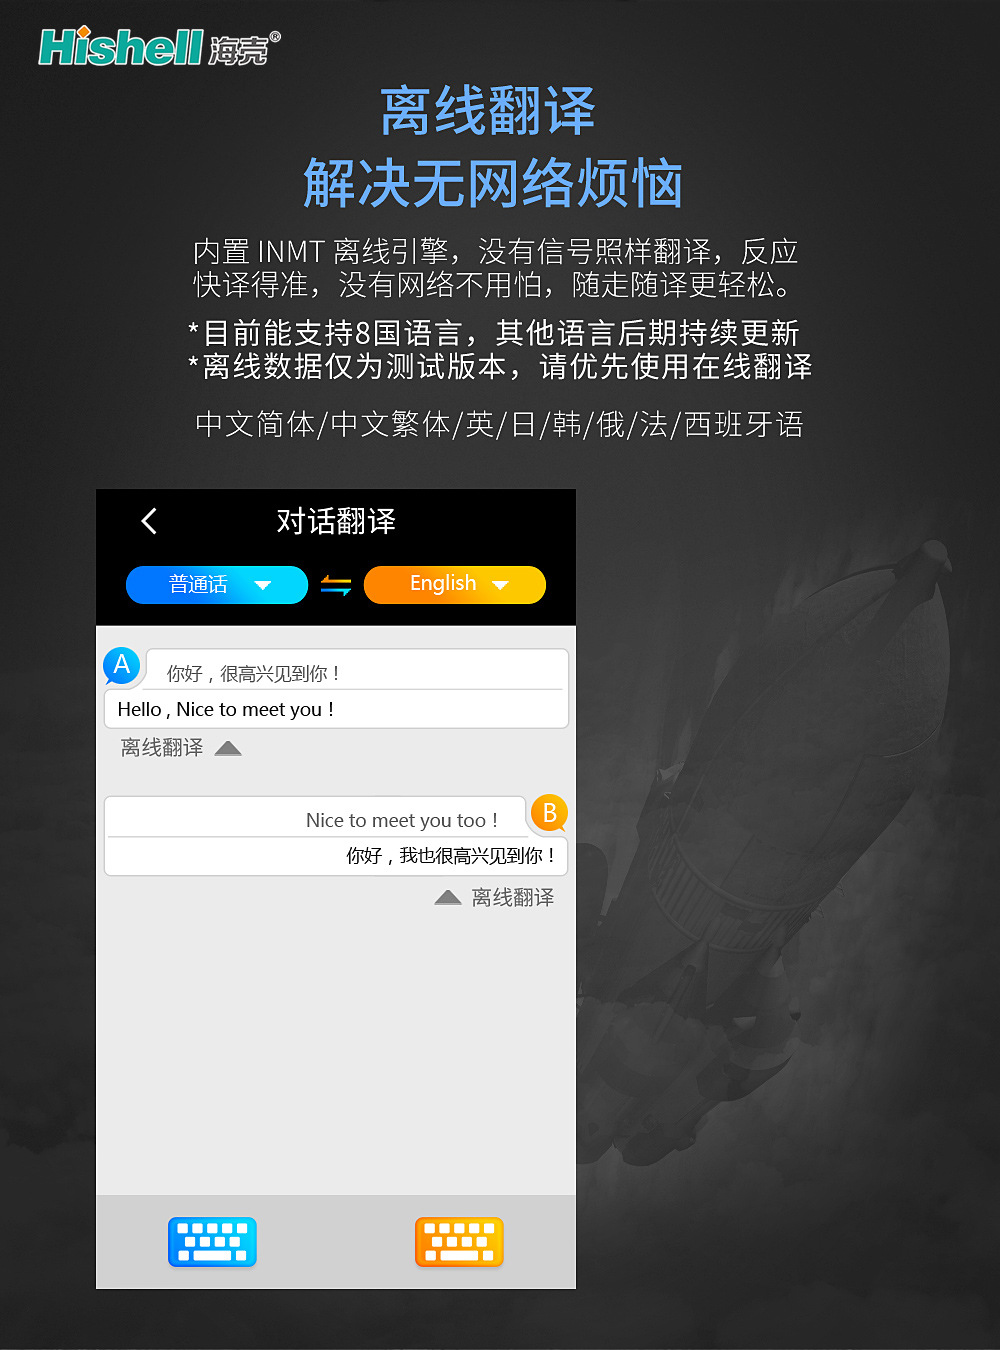 Hishell 海壳®
离线翻译
解决无网络烦恼
内置 INMT 离线引擎，没有信号照样翻译，反应
快译得准，没有网络不用怕，随走随译更轻松。
*目前能支持8国语言，其他语言后期持续更新
*离线数据仅为测试版本，请优先使用在线翻译
中文简体/中文繁体/英/日/韩/俄/法/西班牙语
对话翻译
普通话 English
A 你好，很高兴见到你！
Hello , Nice to meet you !
离线翻译
Nice to meet you too ! B
你好，我也很高兴见到你！
离线翻译